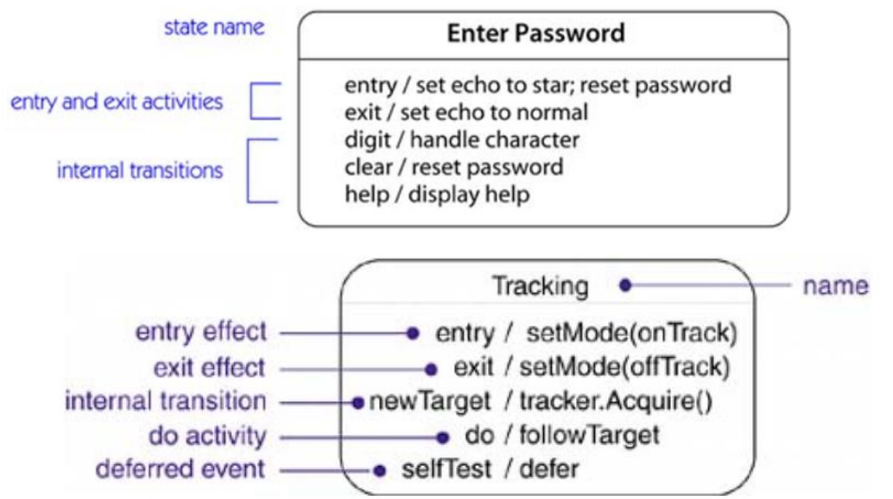 state name
Enter Password
entry and exit activities
entry / set echo to star; reset password
exit / set echo to normal
internal transitions
digit / handle character
clear / reset password
help / display help
Tracking
name
entry effect
entry / setMode(onTrack)
exit effect
exit / setMode(offTrack)
internal transition
newTarget / tracker.Acquire()
do activity
do / followTarget
deferred event
selfTest / defer